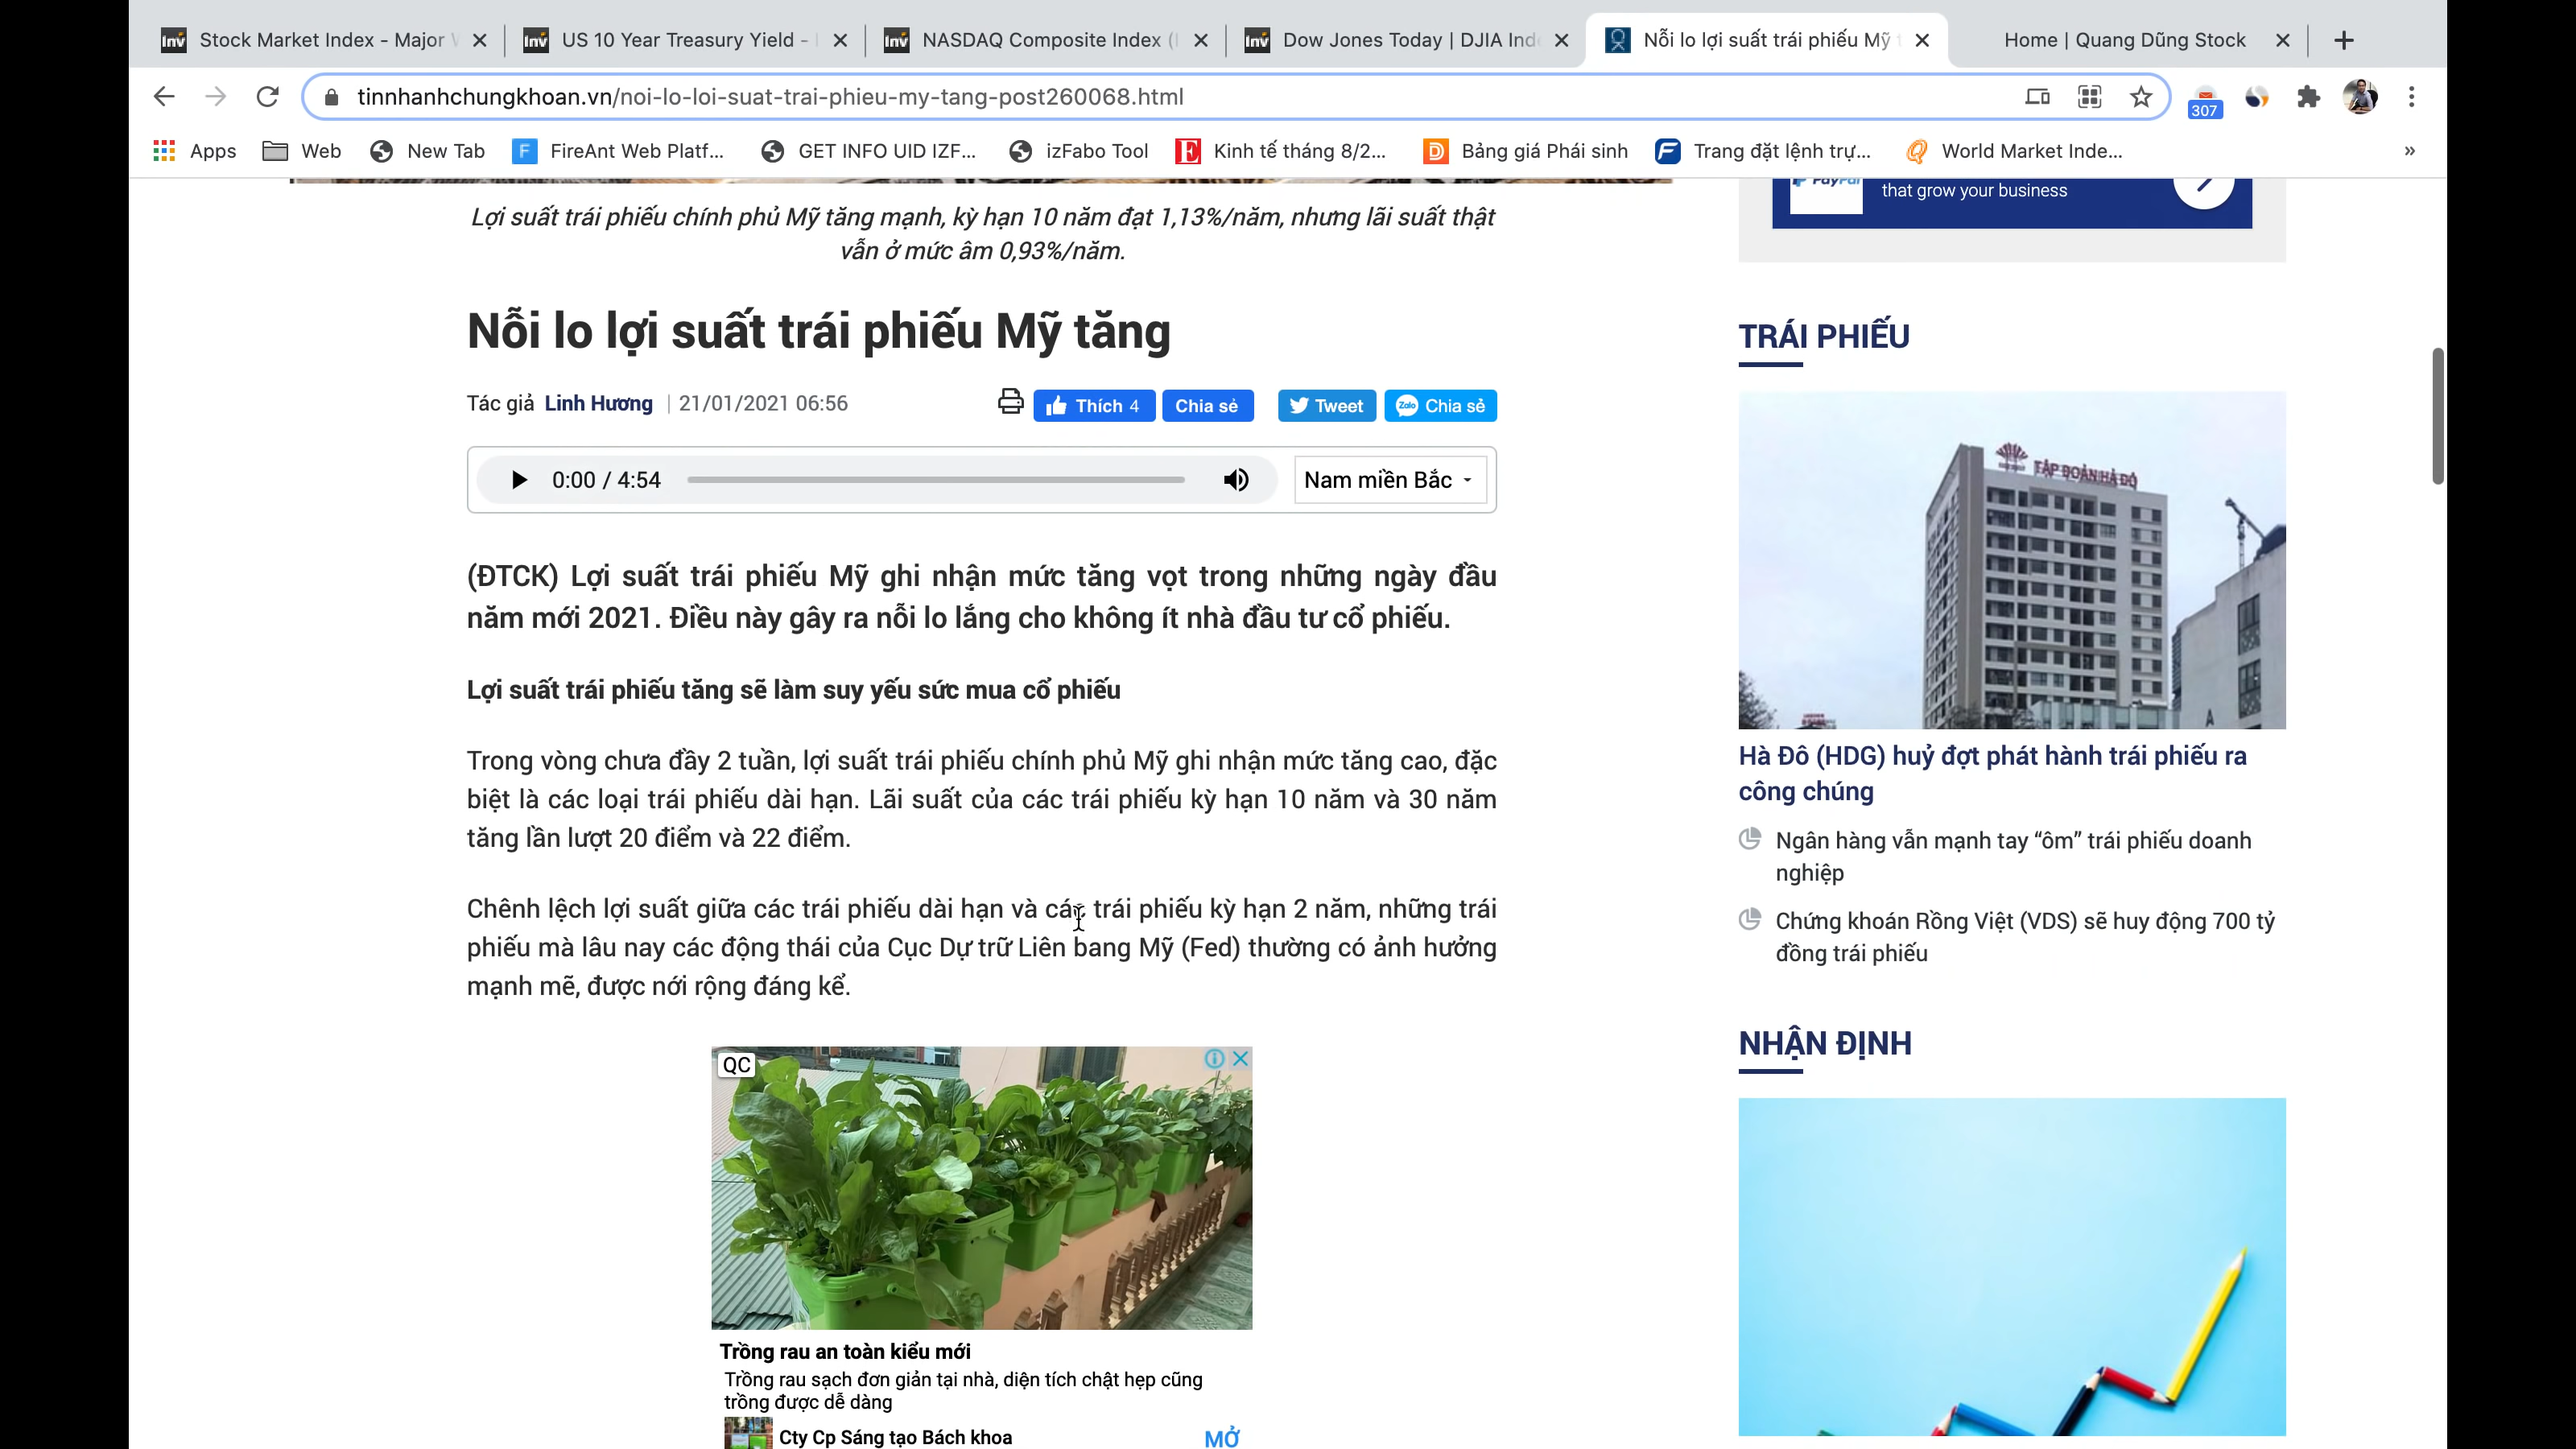 Stock Market Index - Major
US 10 Year Treasury Yield -
NASDAQ Composite Index (
Dow Jones Today | DJIA Ind
Nỗi lo lợi suất trái phiếu Mỹ
Home | Quang Dũng Stock
tinnhanhchungkhoan.vn/noi-lo-loi-suat-trai-phieu-my-tang-post260068.html
307
Apps
Web
New Tab
FireAnt Web Platf...
GET INFO UID IZF...
izFabo Tool
Kinh tế tháng 8/2...
Bảng giá Phái sinh
Trang đặt lệnh trự...
World Market Inde...
»
PayPal
that grow your business
Lợi suất trái phiếu chính phủ Mỹ tăng mạnh, kỳ hạn 10 năm đạt 1,13%/năm, nhưng lãi suất thật
vẫn ở mức âm 0,93%/năm.
Nỗi lo lợi suất trái phiếu Mỹ tăng
Tác giả Linh Hương | 21/01/2021 06:56
Thích 4
Chia sẻ
Tweet
Zalo Chia sẻ
0:00 / 4:54
Nam miền Bắc
(ĐTCK) Lợi suất trái phiếu Mỹ ghi nhận mức tăng vọt trong những ngày đầu
năm mới 2021. Điều này gây ra nỗi lo lắng cho không ít nhà đầu tư cổ phiếu.
Lợi suất trái phiếu tăng sẽ làm suy yếu sức mua cổ phiếu
Trong vòng chưa đầy 2 tuần, lợi suất trái phiếu chính phủ Mỹ ghi nhận mức tăng cao, đặc
biệt là các loại trái phiếu dài hạn. Lãi suất của các trái phiếu kỳ hạn 10 năm và 30 năm
tăng lần lượt 20 điểm và 22 điểm.
Chênh lệch lợi suất giữa các trái phiếu dài hạn và các trái phiếu kỳ hạn 2 năm, những trái
phiếu mà lâu nay các động thái của Cục Dự trữ Liên bang Mỹ (Fed) thường có ảnh hưởng
mạnh mẽ, được nới rộng đáng kể.
QC
Trồng rau an toàn kiểu mới
Trồng rau sạch đơn giản tại nhà, diện tích chật hẹp cũng
trồng được dễ dàng
Cty Cp Sáng tạo Bách khoa
MỞ
TRÁI PHIẾU
TẬP ĐOÀN HÀ ĐÔ
Hà Đô (HDG) huỷ đợt phát hành trái phiếu ra
công chúng
Ngân hàng vẫn mạnh tay “ôm” trái phiếu doanh
nghiệp
Chứng khoán Rồng Việt (VDS) sẽ huy động 700 tỷ
đồng trái phiếu
NHẬN ĐỊNH